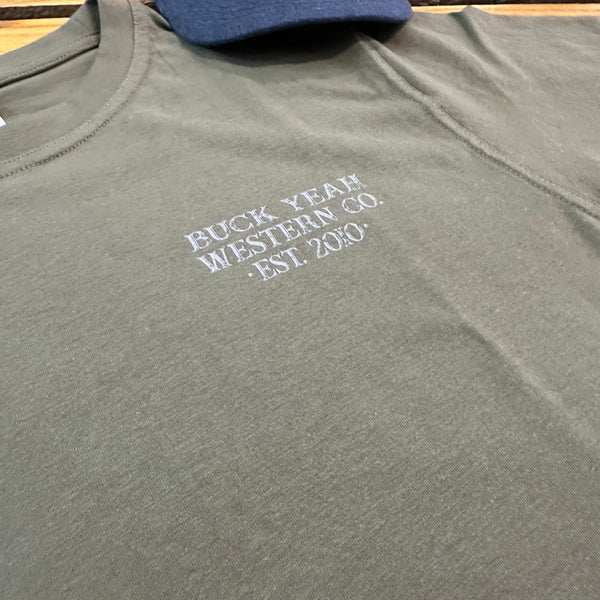 BUCK YEAH
WESTERN CO.
·EST. 2010·